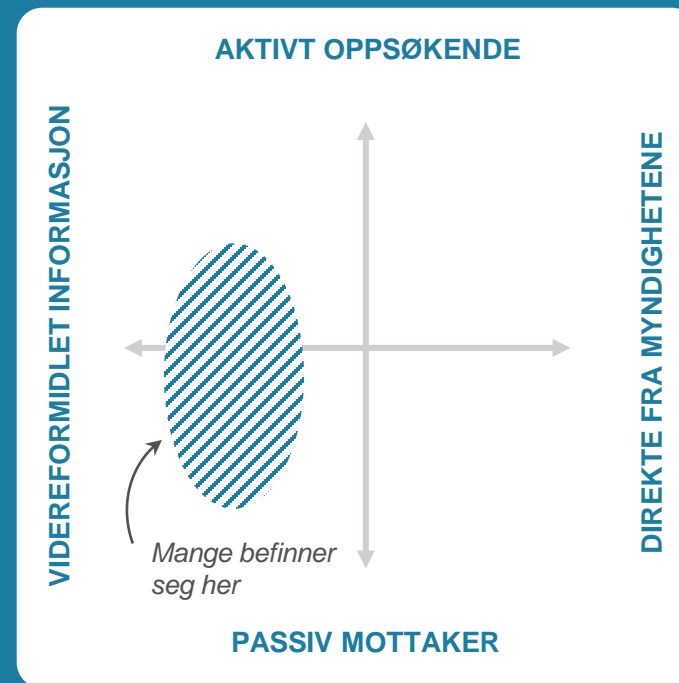 AKTIVT OPPSØKENDE
VIDEREFORMIDLET INFORMASJON
DIREKTE FRA MYNDIGHETENE
Mange befinner
seg her
PASSIV MOTTAKER